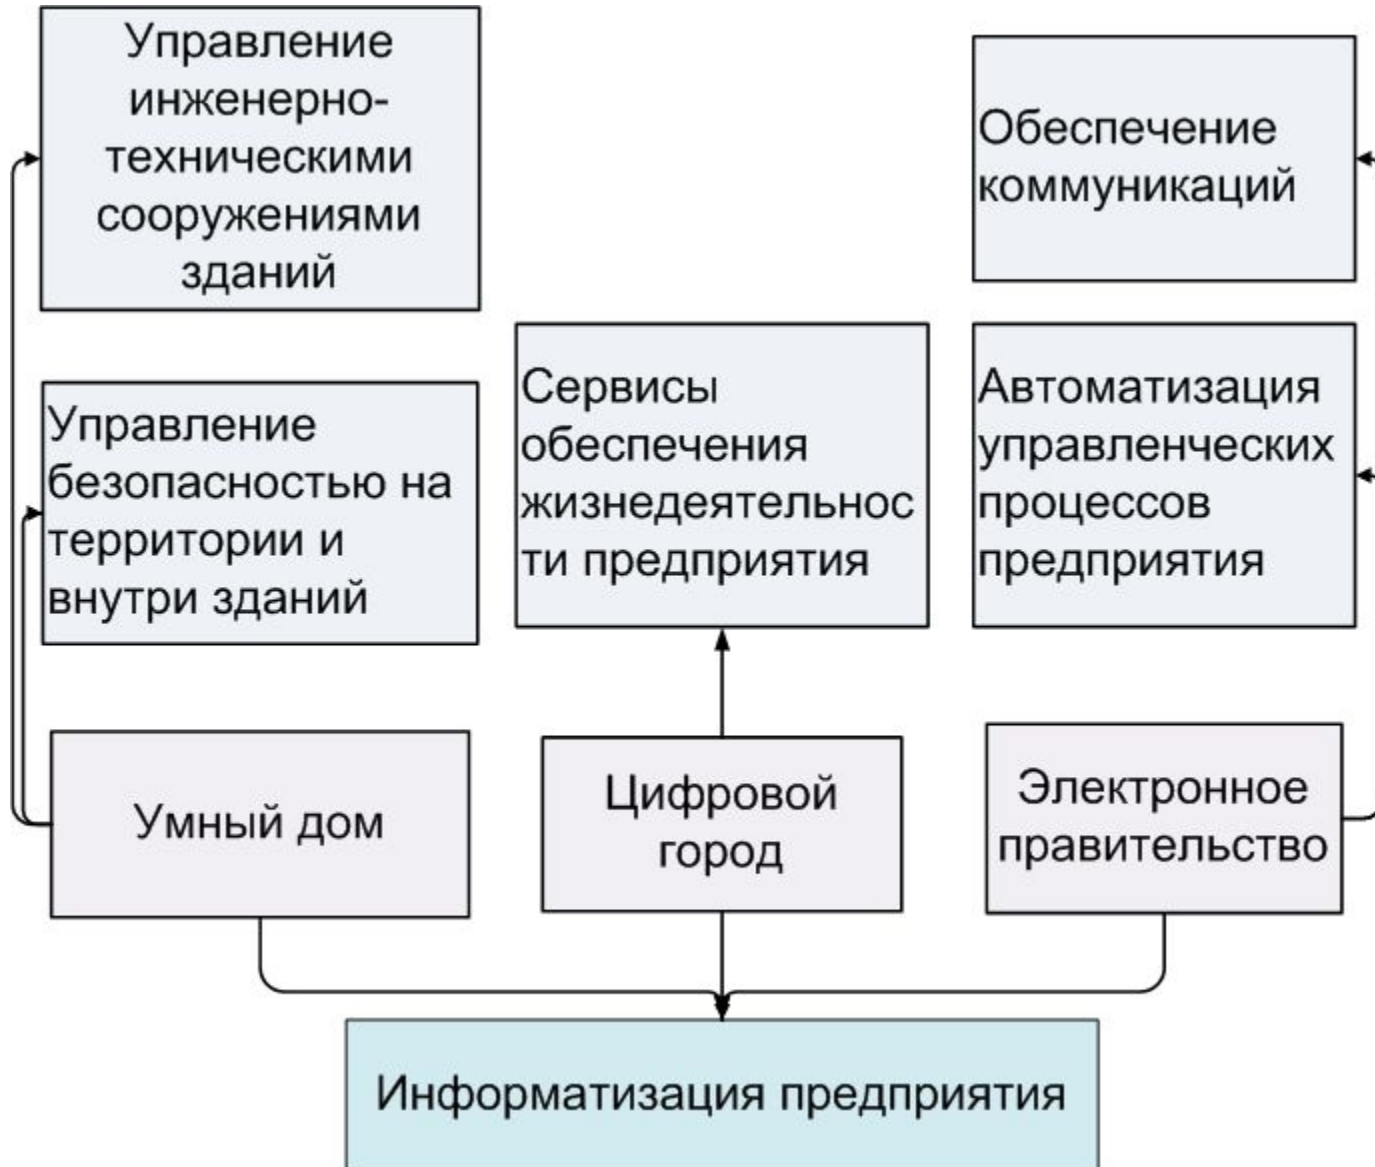 Управление
инженерно-
техническими
сооружениями
зданий
Обеспечение
коммуникаций
Управление
безопасностью на
территории и
внутри зданий
Сервисы
обеспечения
жизнедеятельнос
ти предприятия
Автоматизация
управленческих
процессов
предприятия
Умный дом
Цифровой
город
Электронное
правительство
Информатизация предприятия